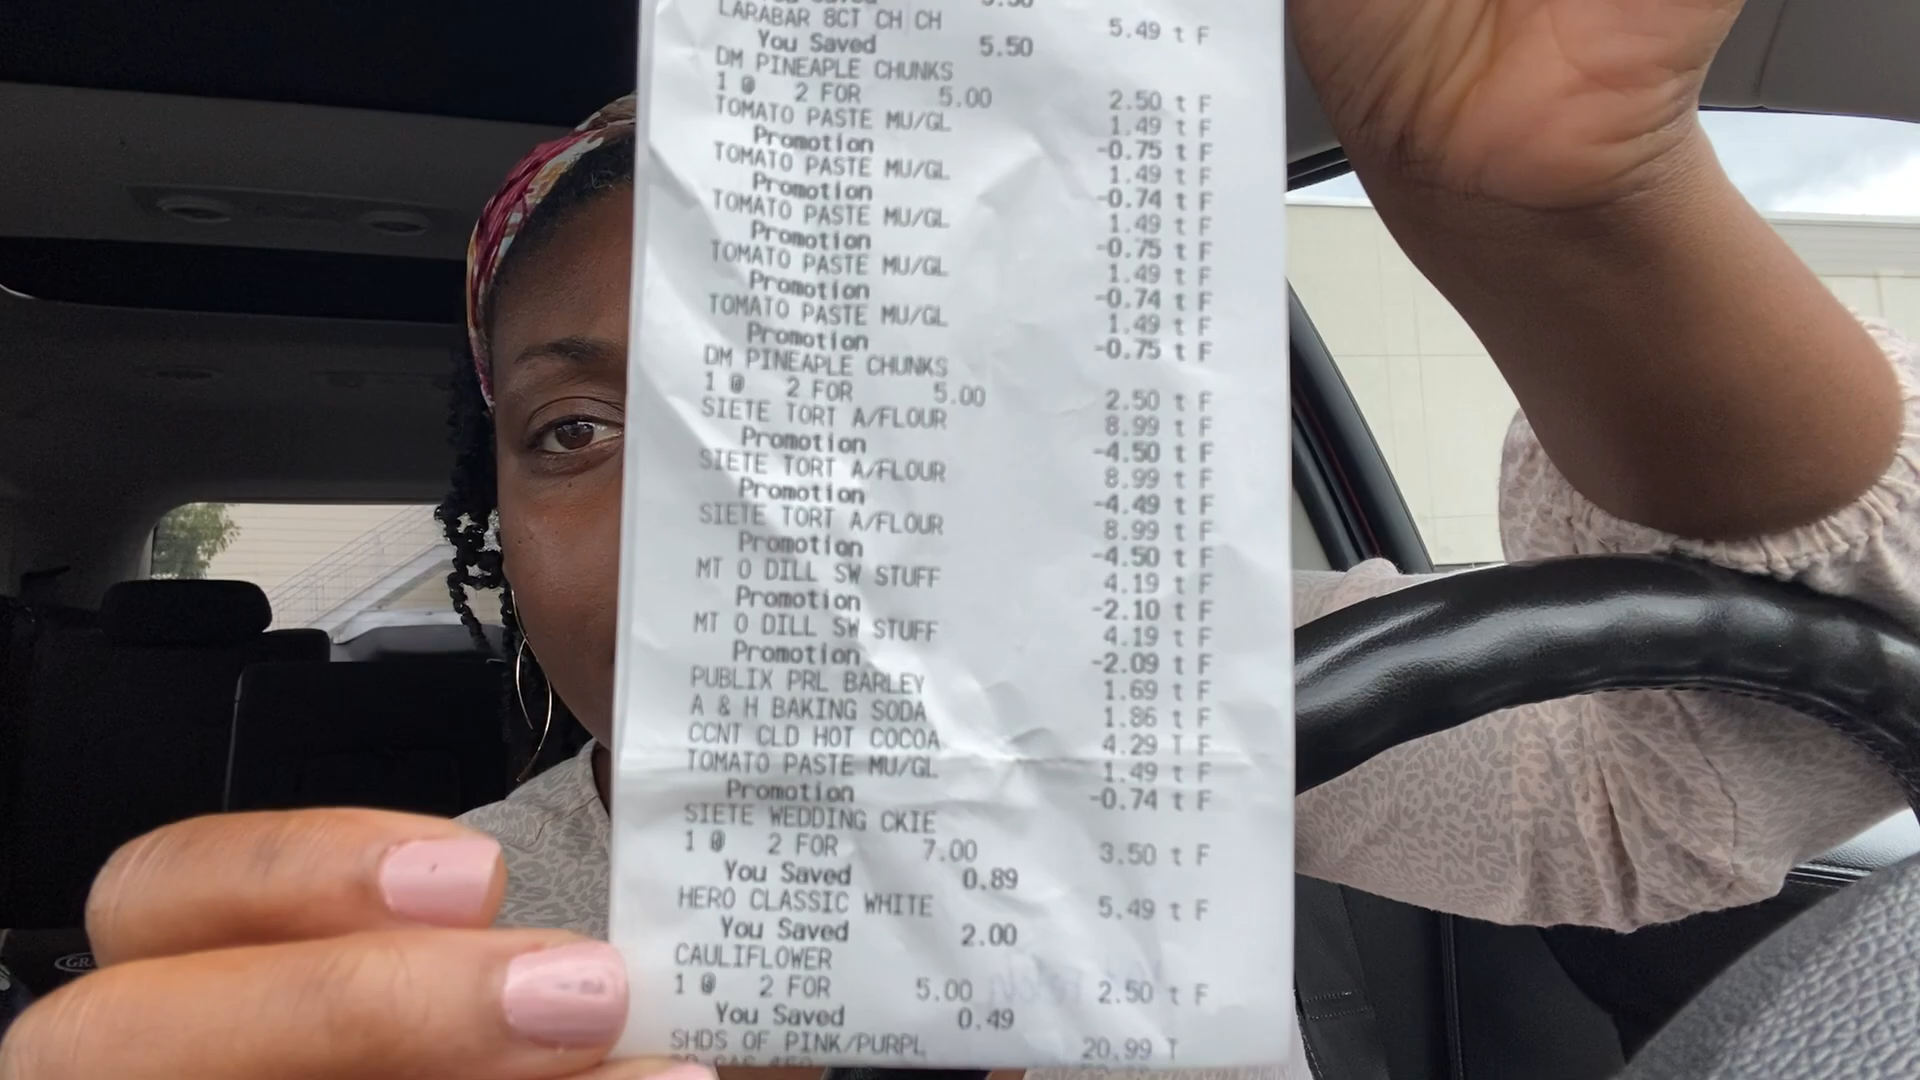 LARABAR 8CT CH CH 5.49 t F
You Saved 5.50
DM PINEAPPLE CHUNKS
1 @ 2 FOR 5.00 2.50 t F
TOMATO PASTE MU/GL 1.49 t F
Promotion -0.75 t F
TOMATO PASTE MU/GL 1.49 t F
Promotion -0.74 t F
TOMATO PASTE MU/GL 1.49 t F
Promotion -0.75 t F
TOMATO PASTE MU/GL 1.49 t F
Promotion -0.74 t F
TOMATO PASTE MU/GL 1.49 t F
Promotion -0.75 t F
DM PINEAPLE CHUNKS
1 @ 2 FOR 5.00 2.50 t F
SIETE TORT A/FLOUR 8.99 t F
Promotion -4.50 t F
SIETE TORT A/FLOUR 8.99 t F
Promotion -4.49 t F
SIETE TORT A/FLOUR 8.99 t F
Promotion -4.50 t F
MT O DILL SW STUFF 4.19 t F
Promotion -2.10 t F
MT O DILL SW STUFF 4.19 t F
Promotion -2.09 t F
PUBLIX PRL BARLEY 1.69 t F
A & H BAKING SODA 1.86 t F
CCNT CLD HOT COCOA 4.29 T F
TOMATO PASTE MU/GL 1.49 t F
Promotion -0.74 t F
SIETE WEDDING CKIE
1 @ 2 FOR 7.00 3.50 t F
You Saved 0.89
HERO CLASSIC WHITE 5.49 t F
You Saved 2.00
CAULIFLOWER
1 @ 2 FOR 5.00 2.50 t F
You Saved 0.49
SHDS OF PINK/PURPL 20.99 T